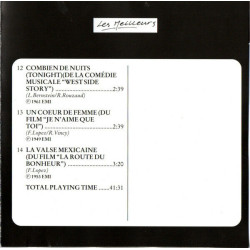 Les Meilleurs
12 COMBIEN DE NUITS
(TONIGHT)(DE LA COMÉDIE
MUSICALE "WEST SIDE
STORY") 2:39
(L.Bernstein/R.Rouzaud)
℗1961 EMI
13 UN COEUR DE FEMME (DU
FILM "JE N'AIME QUE
TOI") 2:39
(F.Lopez/R.Vincy)
℗1949 EMI
14 LA VALSE MEXICAINE
(DU FILM "LA ROUTE DU
BONHEUR") 3:20
(F.Lopez)
℗1953 EMI
TOTAL PLAYING TIME 41:31